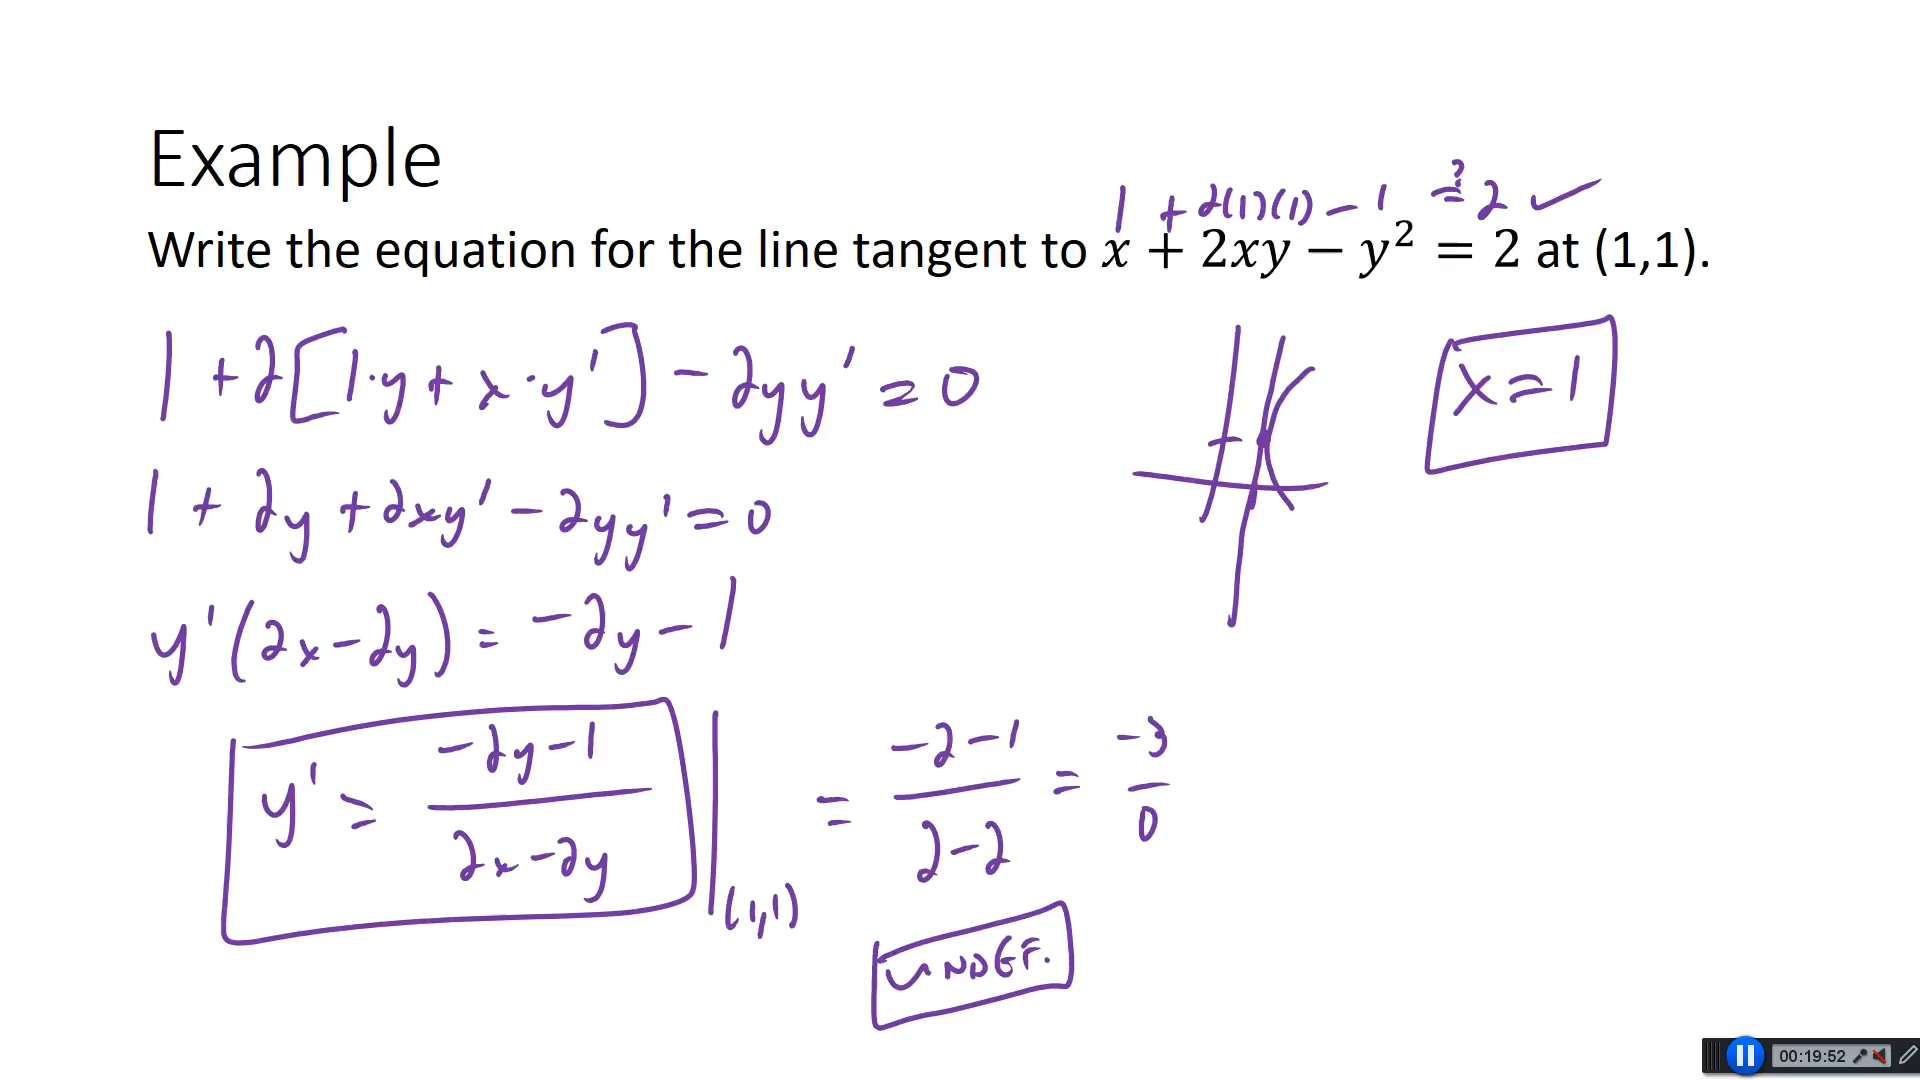 Example
1 + 2(1)(1) - 1 ≟ 2 ✓
Write the equation for the line tangent to x + 2xy − y² = 2 at (1,1).
1 + 2[1·y + x·y'] - 2yy' = 0
x = 1
1 + 2y + 2xy' - 2yy' = 0
y'(2x - 2y) = -2y - 1
y' = (-2y - 1)/(2x - 2y) |(1,1) = (-2 - 1)/(2 - 2) = -3/0
UNDEF.
00:19:52